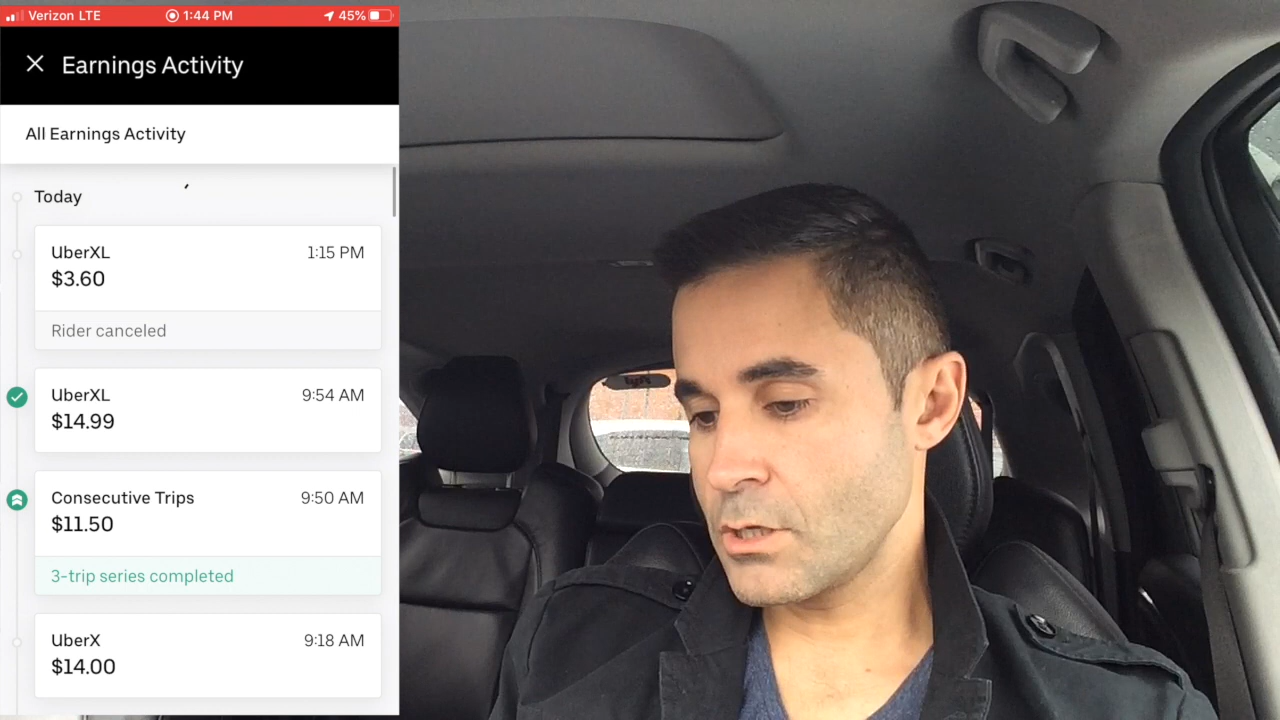 Verizon LTE 1:44 PM 45%
Earnings Activity
All Earnings Activity
Today
UberXL 1:15 PM
$3.60
Rider canceled
UberXL 9:54 AM
$14.99
Consecutive Trips 9:50 AM
$11.50
3-trip series completed
UberX 9:18 AM
$14.00